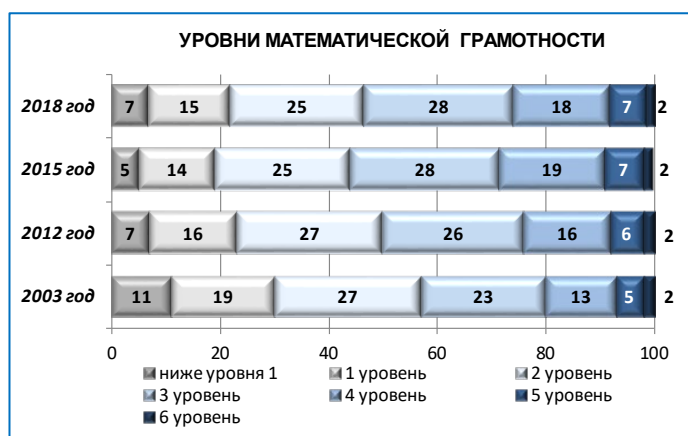 УРОВНИ МАТЕМАТИЧЕСКОЙ ГРАМОТНОСТИ
2018 год 7 15 25 28 18 7 2
2015 год 5 14 25 28 19 7 2
2012 год 7 16 27 26 16 6 2
2003 год 11 19 27 23 13 5 2
0 20 40 60 80 100
ниже уровня 1 1 уровень 2 уровень
3 уровень 4 уровень 5 уровень
6 уровень